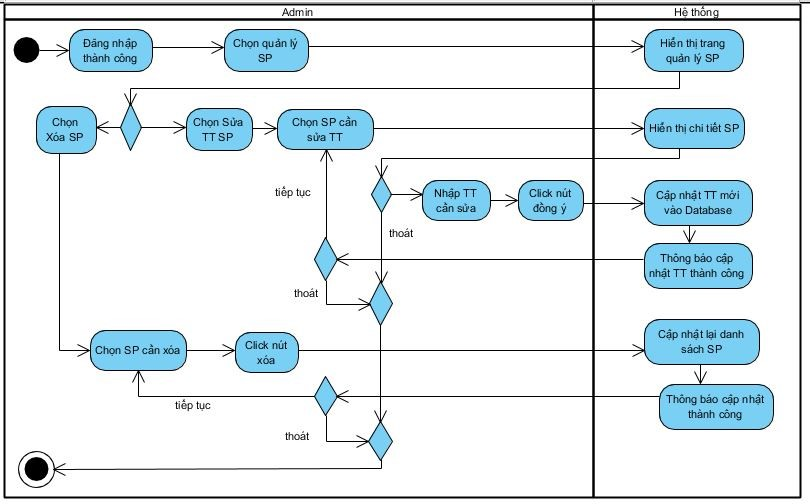 Admin
Hệ thống
Đăng nhập
thành công
Chọn quản lý
SP
Hiển thị trang
quản lý SP
Chọn
Xóa SP
Chọn Sửa
TT SP
Chọn SP cần
sửa TT
Hiển thị chi tiết SP
tiếp tục
Nhập TT
cần sửa
Click nút
đồng ý
Cập nhật TT mới
vào Database
thoát
Thông báo cập
nhật TT thành công
thoát
Chọn SP cần xóa
Click nút
xóa
Cập nhật lại danh
sách SP
tiếp tục
Thông báo cập nhật
thành công
thoát